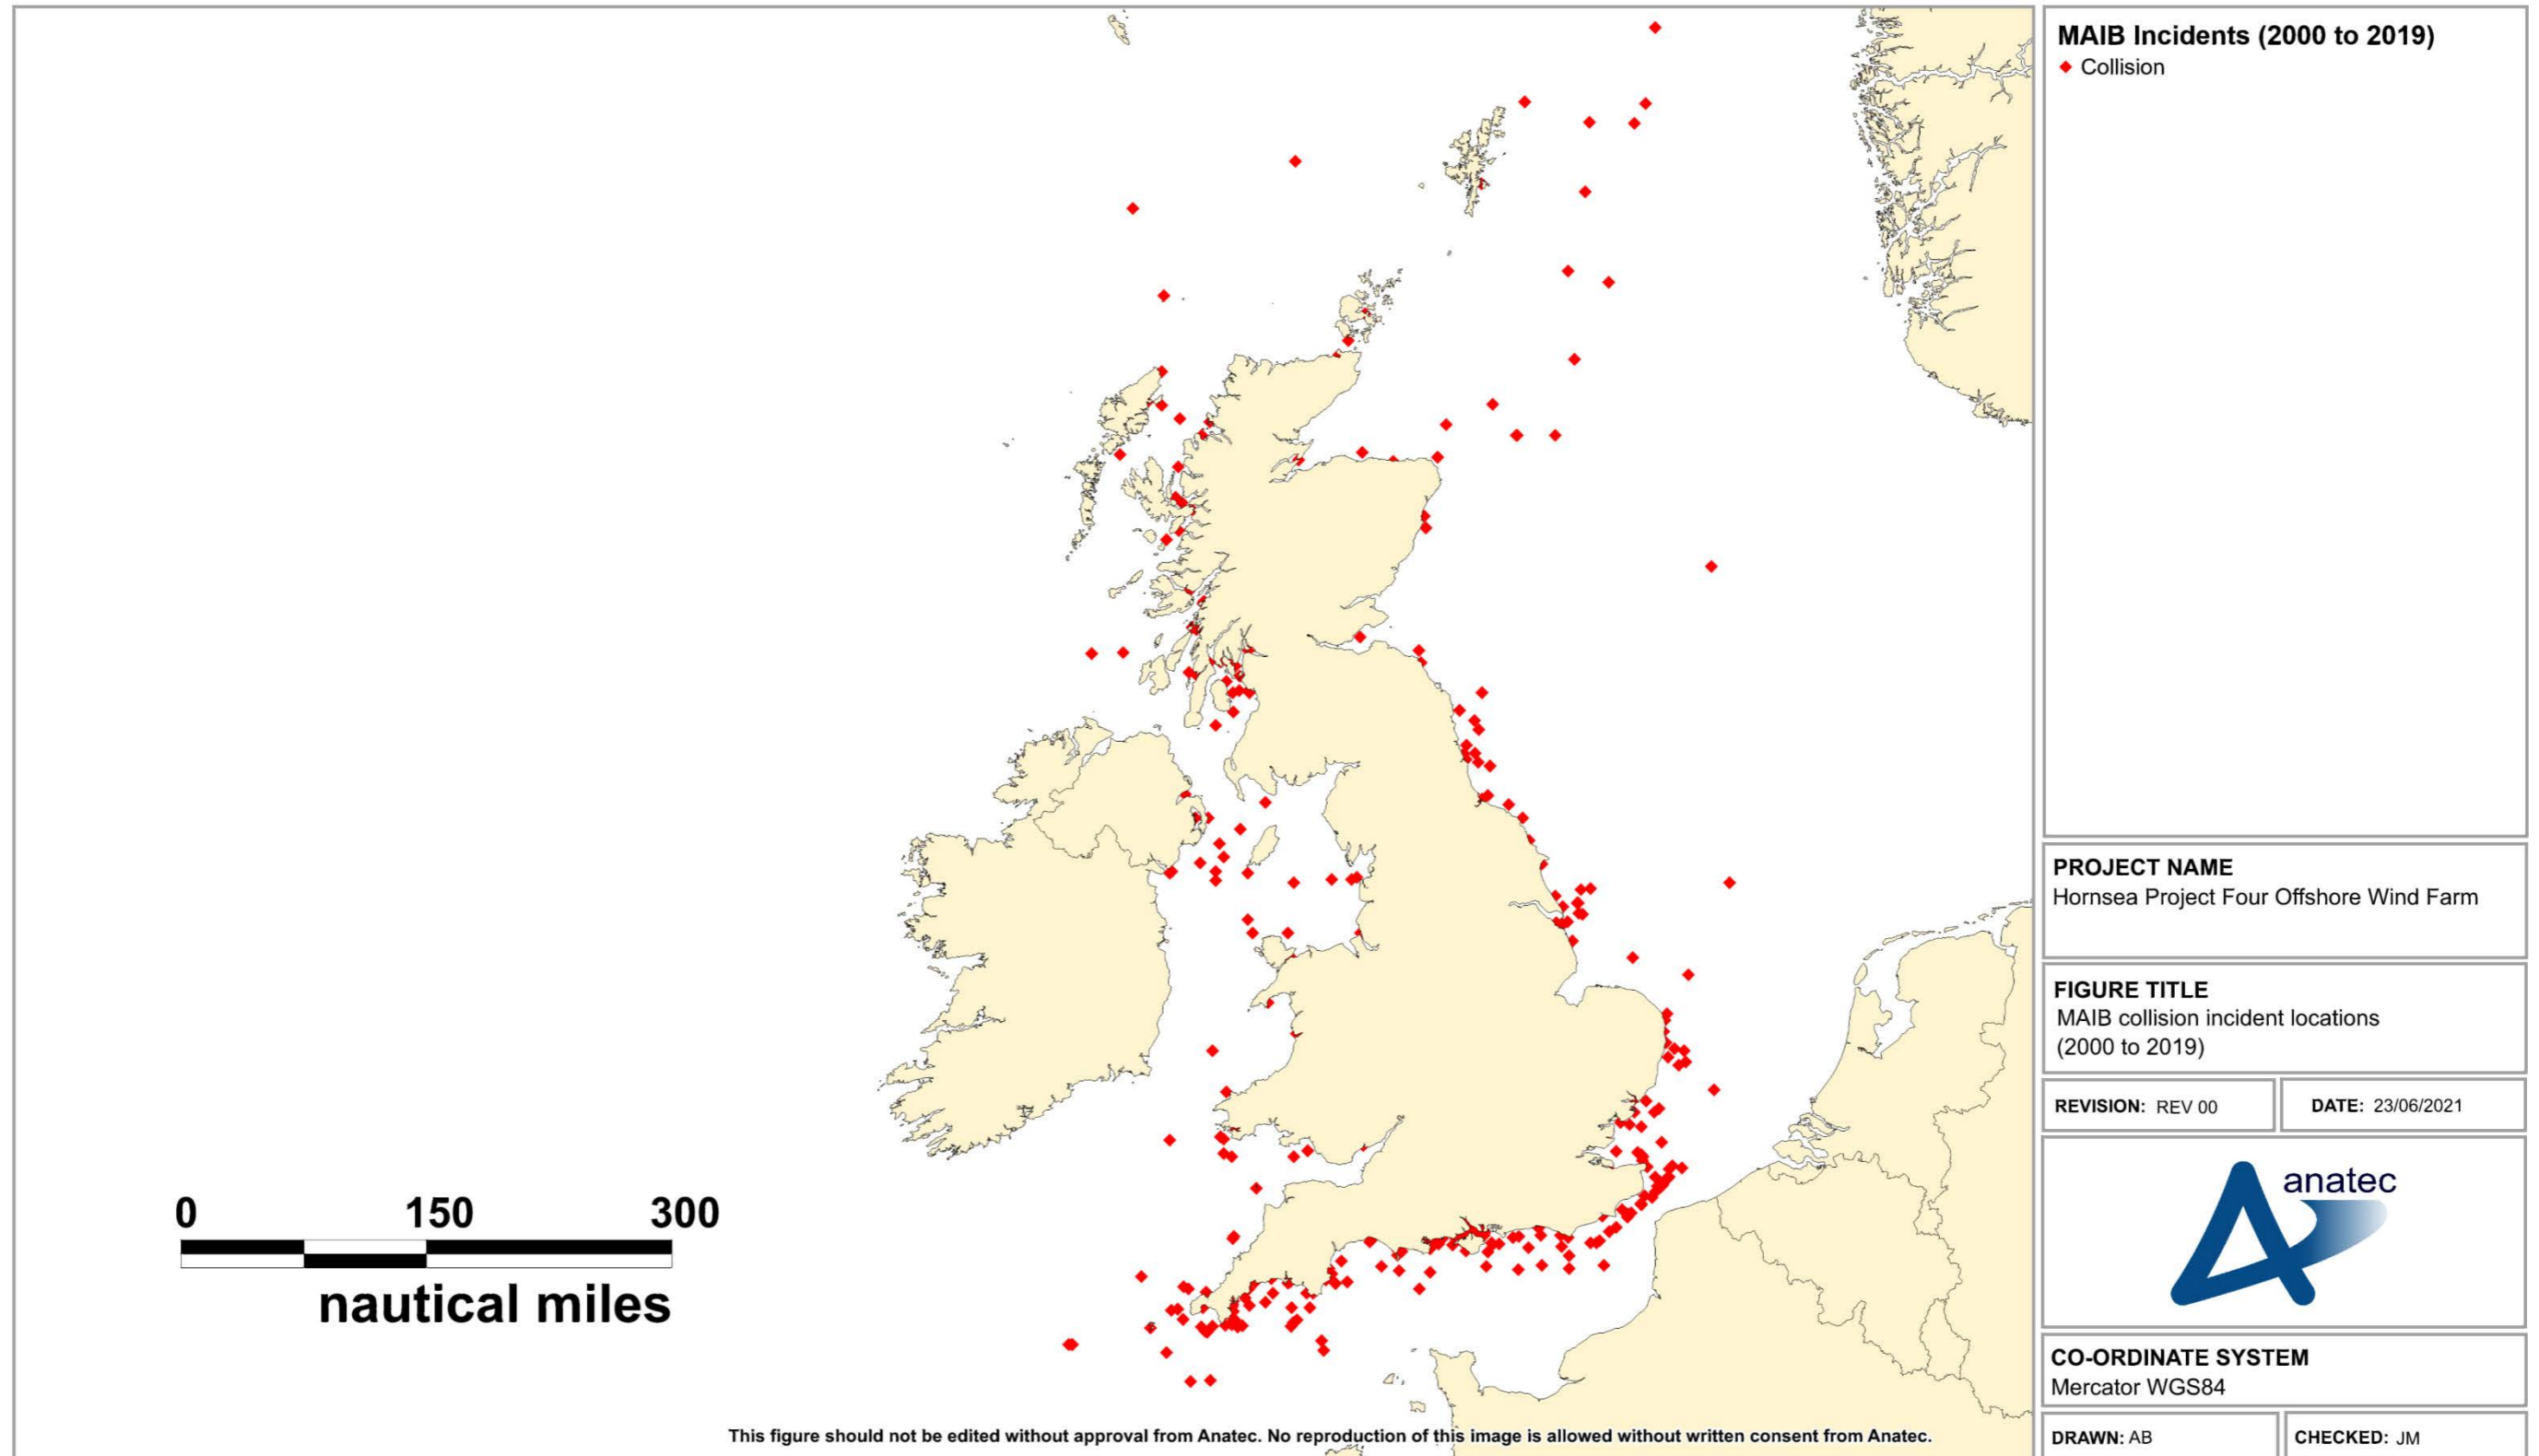 MAIB Incidents (2000 to 2019)
Collision
0 150 300
nautical miles
This figure should not be edited without approval from Anatec. No reproduction of this image is allowed without written consent from Anatec.
PROJECT NAME
Hornsea Project Four Offshore Wind Farm
FIGURE TITLE
MAIB collision incident locations
(2000 to 2019)
REVISION: REV 00
DATE: 23/06/2021
anatec
CO-ORDINATE SYSTEM
Mercator WGS84
DRAWN: AB
CHECKED: JM